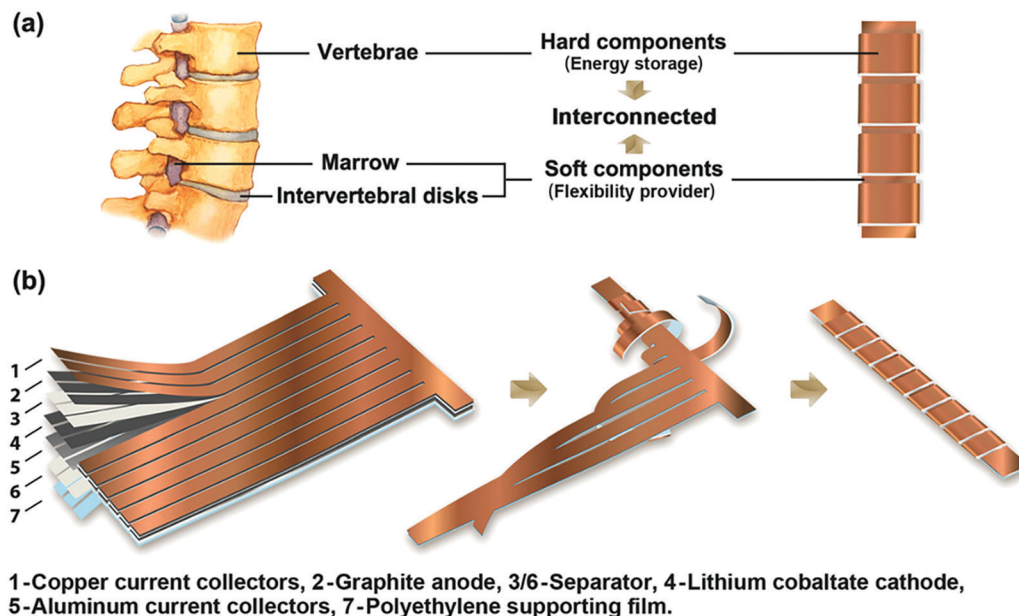 (a)
Vertebrae
Hard components
(Energy storage)
Interconnected
Marrow
Soft components
Intervertebral disks
(Flexibility provider)
(b)
1
2
3
4
5
6
7
1-Copper current collectors, 2-Graphite anode, 3/6-Separator, 4-Lithium cobaltate cathode,
5-Aluminum current collectors, 7-Polyethylene supporting film.